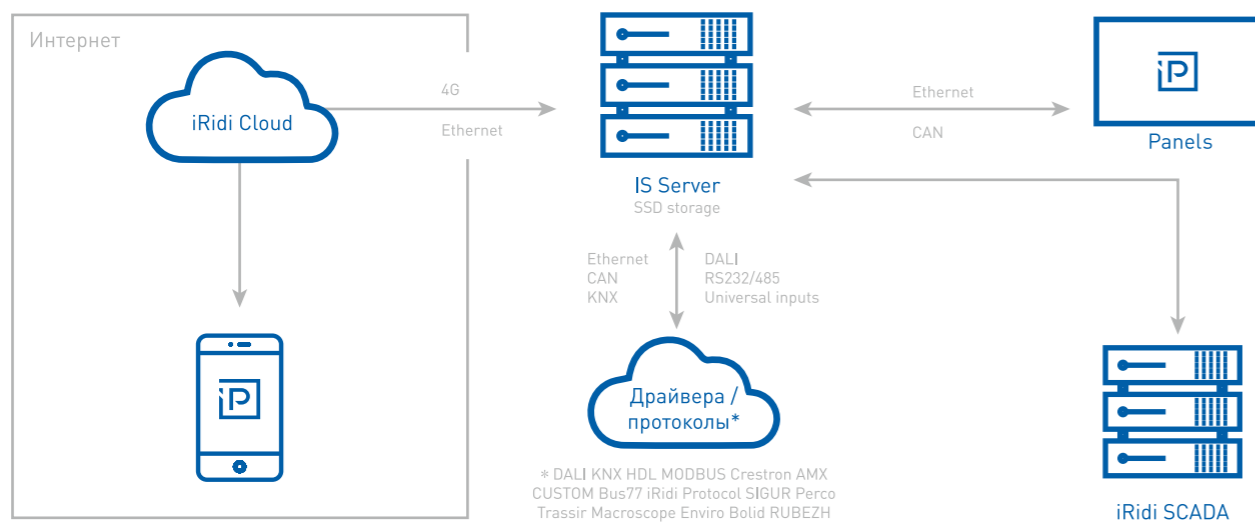 Интернет
iRidi Cloud
4G
Ethernet
IS Server
SSD storage
Ethernet
CAN
iP
Panels
Ethernet
CAN
KNX
DALI
RS232/485
Universal inputs
iP
Драйвера /
протоколы*
* DALI KNX HDL MODBUS Crestron AMX
CUSTOM Bus77 iRidi Protocol SIGUR Perco
Trassir Macroscope Enviro Bolid RUBEZH
iRidi SCADA